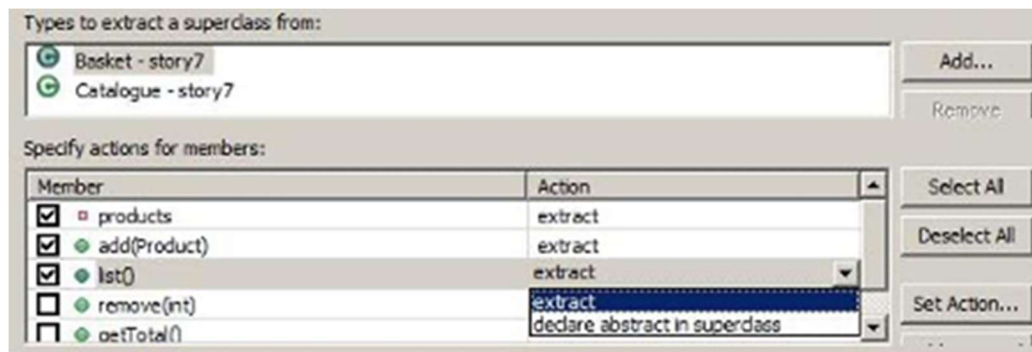 Types to extract a superclass from:
Basket - story7
Catalogue - story7
Add...
Remove
Specify actions for members:
Member Action
products extract
add(Product) extract
list() extract
remove(int) extract
getTotal() declare abstract in superclass
Select All
Deselect All
Set Action...